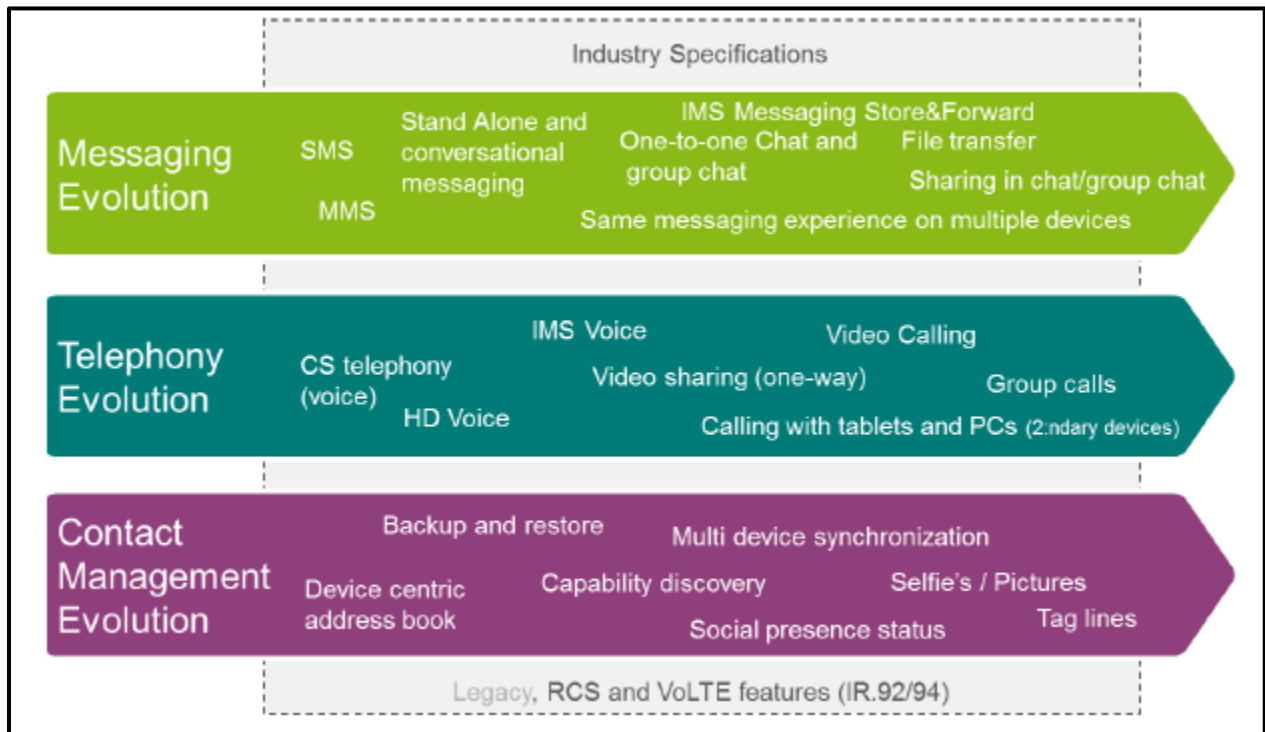 Industry Specifications
Messaging
Evolution
SMS
MMS
Stand Alone and
conversational
messaging
IMS Messaging Store&Forward
One-to-one Chat and
group chat
File transfer
Sharing in chat/group chat
Same messaging experience on multiple devices
Telephony
Evolution
CS telephony
(voice)
HD Voice
IMS Voice
Video sharing (one-way)
Video Calling
Group calls
Calling with tablets and PCs (2:ndary devices)
Contact
Management
Evolution
Backup and restore
Device centric
address book
Capability discovery
Multi device synchronization
Social presence status
Selfie's / Pictures
Tag lines
Legacy, RCS and VoLTE features (IR.92/94)